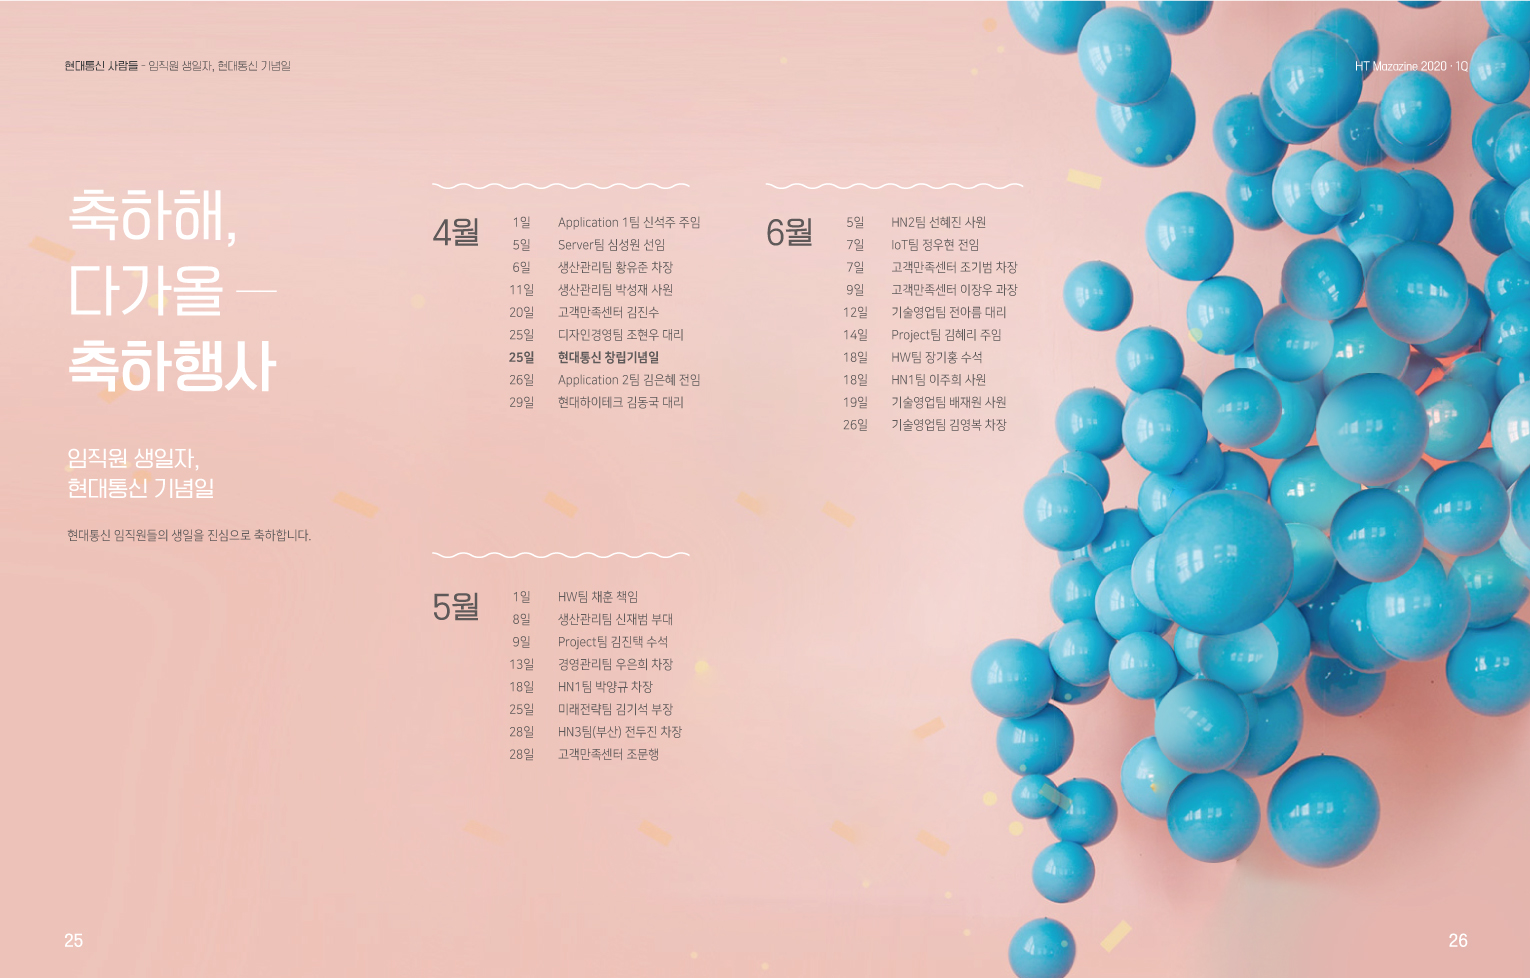 현대통신 사람들 - 임직원 생일자, 현대통신 기념일
HT Mazazine 2020 · 1Q
축하해,
다가올 —
축하행사
임직원 생일자,
현대통신 기념일
현대통신 임직원들의 생일을 진심으로 축하합니다.
4월
1일 Application 1팀 신석주 주임
5일 Server팀 심성원 선임
6일 생산관리팀 황유준 차장
11일 생산관리팀 박성재 사원
20일 고객만족센터 김진수
25일 디자인경영팀 조현우 대리
25일 현대통신 창립기념일
26일 Application 2팀 김은혜 전임
29일 현대하이테크 김동국 대리
5월
1일 HW팀 채훈 책임
8일 생산관리팀 신재범 부대
9일 Project팀 김진택 수석
13일 경영관리팀 우은희 차장
18일 HN1팀 박양규 차장
25일 미래전략팀 김기석 부장
28일 HN3팀(부산) 전두진 차장
28일 고객만족센터 조문행
6월
5일 HN2팀 선혜진 사원
7일 IoT팀 정우현 전임
7일 고객만족센터 조기범 차장
9일 고객만족센터 이장우 과장
12일 기술영업팀 전아름 대리
14일 Project팀 김혜리 주임
18일 HW팀 장기홍 수석
18일 HN1팀 이주희 사원
19일 기술영업팀 배재원 사원
26일 기술영업팀 김영복 차장
25
26